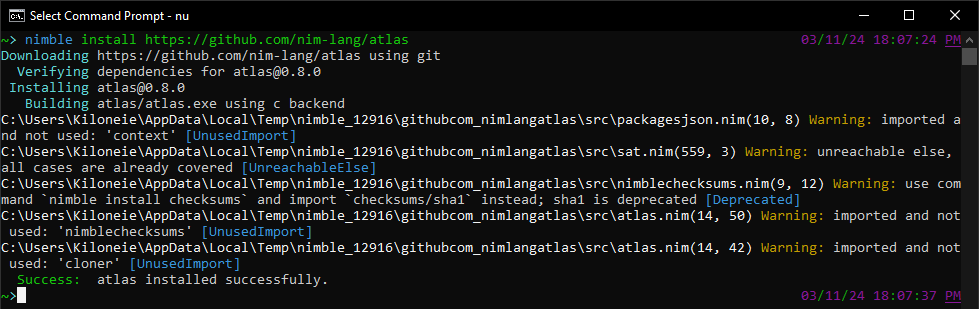 Select Command Prompt - nu
~> nimble install https://github.com/nim-lang/atlas 03/11/24 18:07:24 PM
Downloading https://github.com/nim-lang/atlas using git
Verifying dependencies for atlas@0.8.0
Installing atlas@0.8.0
Building atlas/atlas.exe using c backend
C:\Users\Kiloneie\AppData\Local\Temp\nimble_12916\githubcom_nimlangatlas\src\packagesjson.nim(10, 8) Warning: imported a
nd not used: 'context' [UnusedImport]
C:\Users\Kiloneie\AppData\Local\Temp\nimble_12916\githubcom_nimlangatlas\src\sat.nim(559, 3) Warning: unreachable else,
all cases are already covered [UnreachableElse]
C:\Users\Kiloneie\AppData\Local\Temp\nimble_12916\githubcom_nimlangatlas\src\nimblechecksums.nim(9, 12) Warning: use com
mand `nimble install checksums` and import `checksums/sha1` instead; sha1 is deprecated [Deprecated]
C:\Users\Kiloneie\AppData\Local\Temp\nimble_12916\githubcom_nimlangatlas\src\atlas.nim(14, 50) Warning: imported and not
used: 'nimblechecksums' [UnusedImport]
C:\Users\Kiloneie\AppData\Local\Temp\nimble_12916\githubcom_nimlangatlas\src\atlas.nim(14, 42) Warning: imported and not
used: 'cloner' [UnusedImport]
Success: atlas installed successfully.
~> 03/11/24 18:07:37 PM